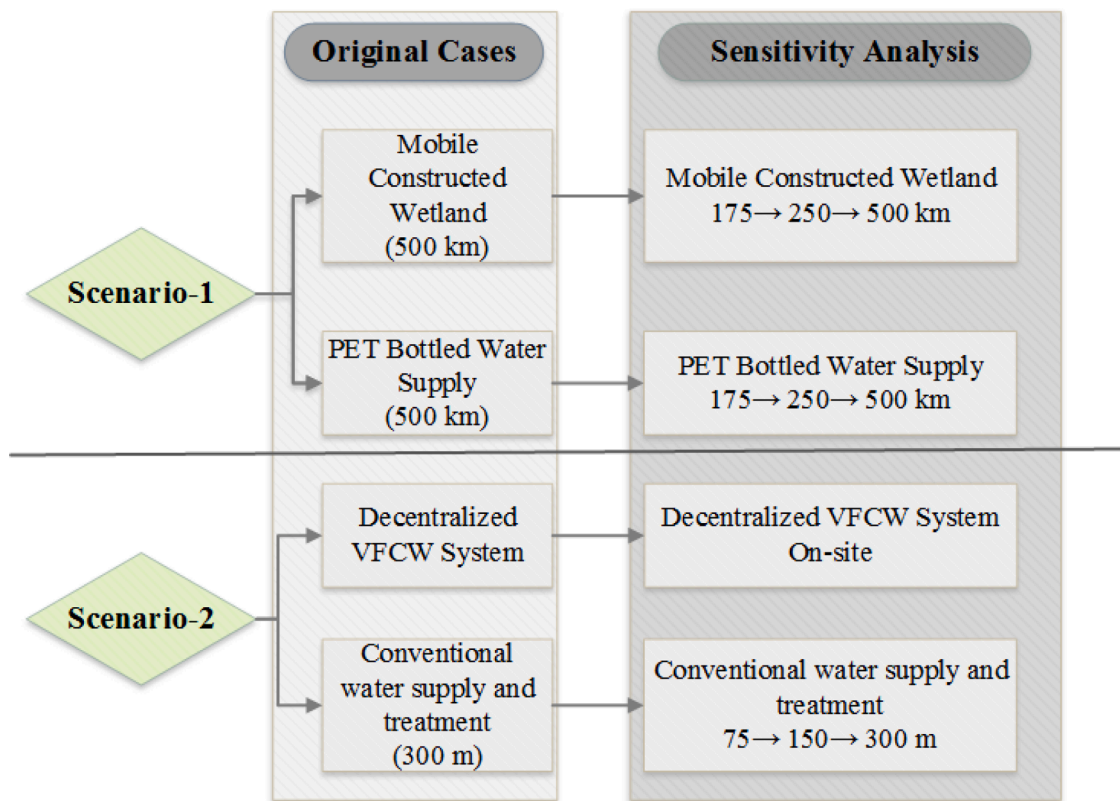 Original Cases
Sensitivity Analysis
Scenario-1
Mobile
Constructed
Wetland
(500 km)
Mobile Constructed Wetland
175→ 250→ 500 km
PET Bottled Water
Supply
(500 km)
PET Bottled Water Supply
175→ 250→ 500 km
Scenario-2
Decentralized
VFCW System
Decentralized VFCW System
On-site
Conventional
water supply and
treatment
(300 m)
Conventional water supply and
treatment
75→ 150→ 300 m